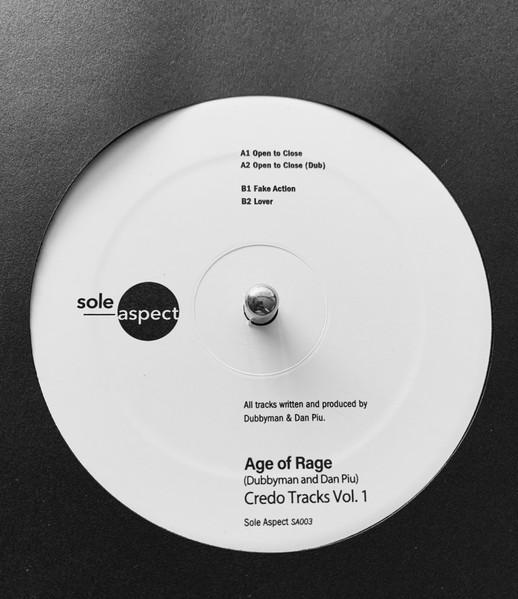 A1 Open to Close
A2 Open to Close (Dub)
B1 Fake Action
B2 Lover
sole
aspect
All tracks written and produced by
Dubbyman & Dan Piu.
Age of Rage
(Dubbyman and Dan Piu)
Credo Tracks Vol. 1
Sole Aspect SA003